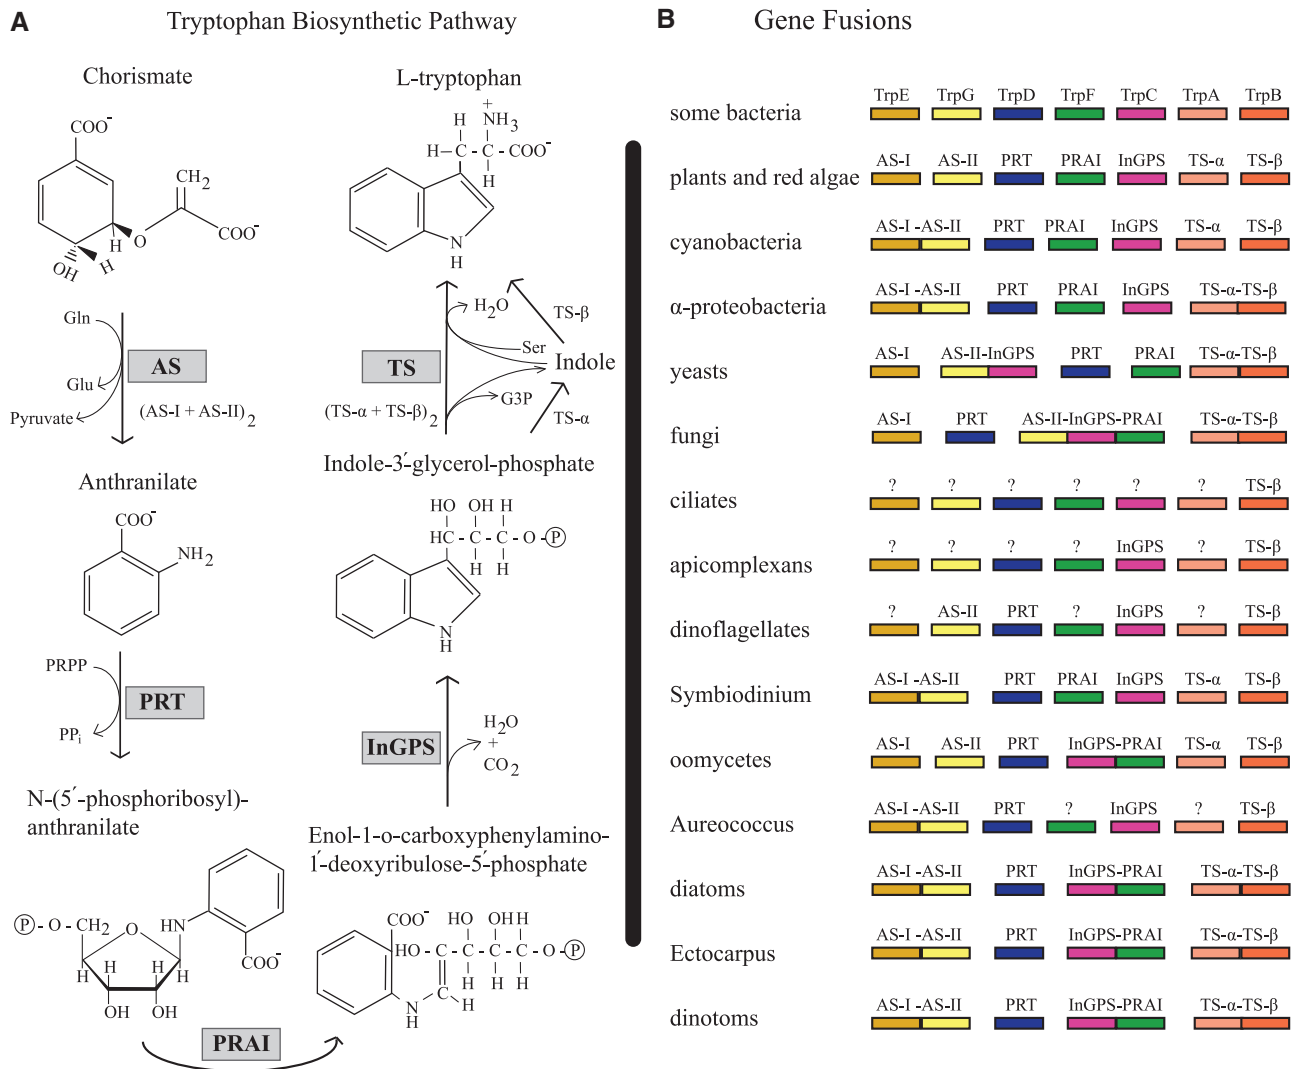 A
Tryptophan Biosynthetic Pathway
Chorismate
COO-
CH2
O
COO-
H
OH
H
Gln
Glu
Pyruvate
AS
(AS-I + AS-II)2
Anthranilate
COO-
NH2
PRPP
PPi
PRT
N-(5′-phosphoribosyl)-
anthranilate
P - O - CH2
O
HN
COO-
H
H
H
H
OH
OH
PRAI
Enol-1-o-carboxyphenylamino-
1′-deoxyribulose-5′-phosphate
COO-
HO
OH H
HO
C - C - C - O - P
H
H
H
C
H
N
H
InGPS
H2O
+
CO2
Indole-3′-glycerol-phosphate
HO
OH H
HC - C - C - O - P
H
H
N
H
TS
(TS-α + TS-β)2
H2O
Ser
Indole
G3P
TS-β
TS-α
L-tryptophan
H
+
NH3
H - C - C - COO-
H
N
H
B
Gene Fusions
some bacteria TrpE TrpG TrpD TrpF TrpC TrpA TrpB
plants and red algae AS-I AS-II PRT PRAI InGPS TS-α TS-β
cyanobacteria AS-I -AS-II PRT PRAI InGPS TS-α TS-β
α-proteobacteria AS-I -AS-II PRT PRAI InGPS TS-α-TS-β
yeasts AS-I AS-II-InGPS PRT PRAI TS-α-TS-β
fungi AS-I PRT AS-II-InGPS-PRAI TS-α-TS-β
ciliates ? ? ? ? ? ? TS-β
apicomplexans ? ? ? ? InGPS ? TS-β
dinoflagellates ? AS-II PRT ? InGPS ? TS-β
Symbiodinium AS-I -AS-II PRT PRAI InGPS TS-α TS-β
oomycetes AS-I AS-II PRT InGPS-PRAI TS-α TS-β
Aureococcus AS-I -AS-II PRT ? InGPS ? TS-β
diatoms AS-I -AS-II PRT InGPS-PRAI TS-α-TS-β
Ectocarpus AS-I -AS-II PRT InGPS-PRAI TS-α-TS-β
dinotoms AS-I -AS-II PRT InGPS-PRAI TS-α-TS-β